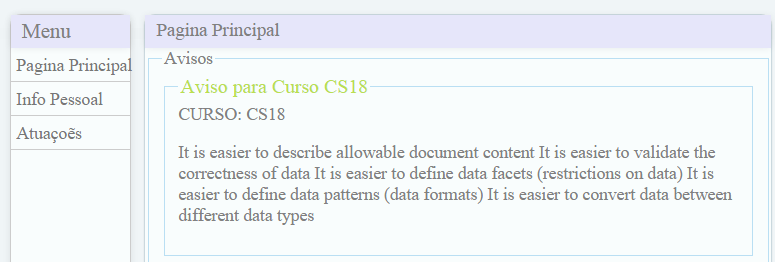 Menu
Pagina Principal
Info Pessoal
Atuaçoẽs
Pagina Principal
Avisos
Aviso para Curso CS18
CURSO: CS18
It is easier to describe allowable document content It is easier to validate the
correctness of data It is easier to define data facets (restrictions on data) It is
easier to define data patterns (data formats) It is easier to convert data between
different data types